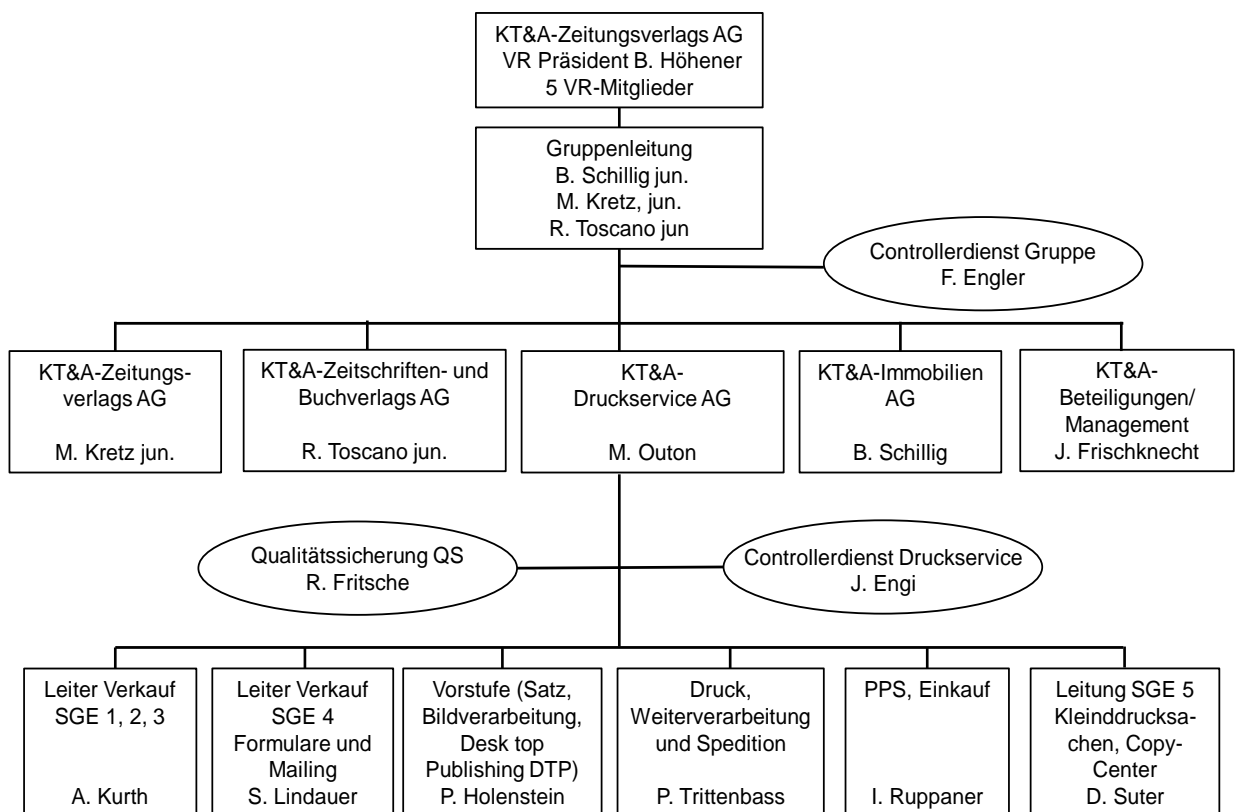 KT&A-Zeitungsverlags AG
VR Präsident B. Höhener
5 VR-Mitglieder
Gruppenleitung
B. Schillig jun.
M. Kretz, jun.
R. Toscano jun
Controllerdienst Gruppe
F. Engler
KT&A-Zeitungs-
verlags AG
M. Kretz jun.
KT&A-Zeitschriften- und
Buchverlags AG
R. Toscano jun.
KT&A-
Druckservice AG
M. Outon
KT&A-Immobilien
AG
B. Schillig
KT&A-
Beteiligungen/
Management
J. Frischknecht
Qualitätssicherung QS
R. Fritsche
Controllerdienst Druckservice
J. Engi
Leiter Verkauf
SGE 1, 2, 3
A. Kurth
Leiter Verkauf
SGE 4
Formulare und
Mailing
S. Lindauer
Vorstufe (Satz,
Bildverarbeitung,
Desk top
Publishing DTP)
P. Holenstein
Druck,
Weiterverarbeitung
und Spedition
P. Trittenbass
PPS, Einkauf
I. Ruppaner
Leitung SGE 5
Kleinddrucksa-
chen, Copy-
Center
D. Suter